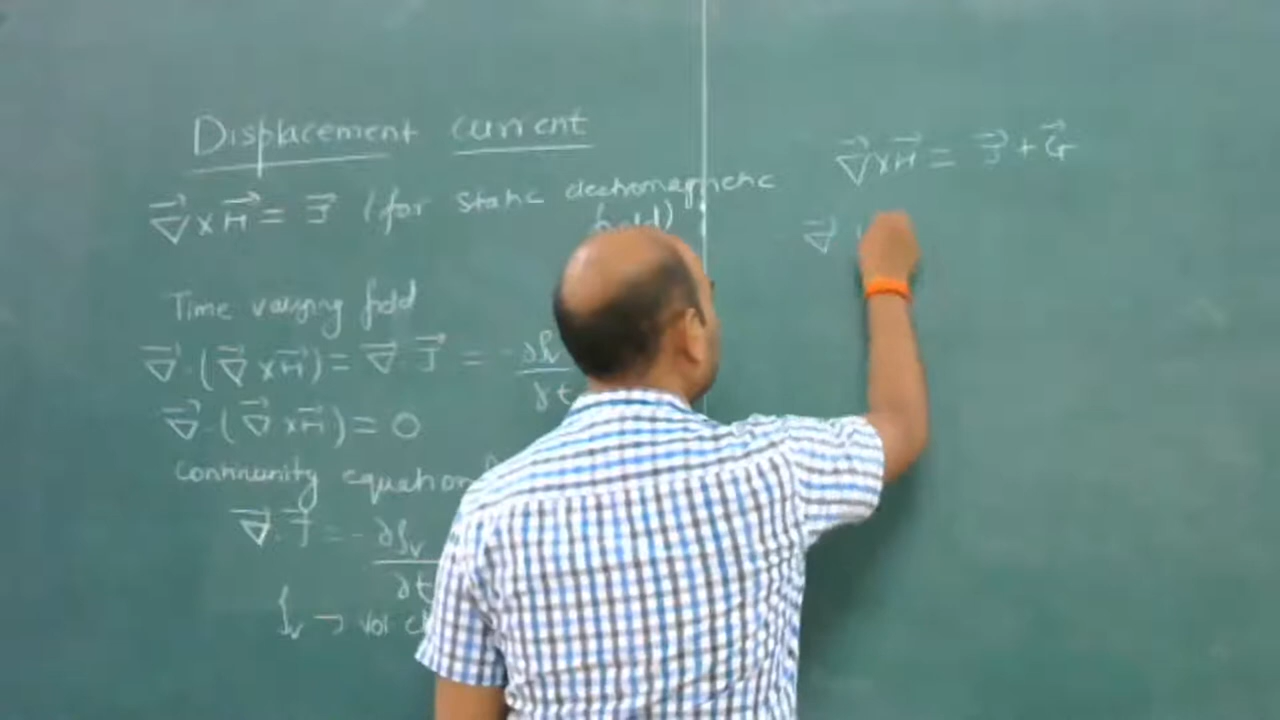 Displacement current
∇⃗ × H⃗ = J⃗ (for static electromagnetic
field)
Time varying field
∇⃗ · (∇⃗ × H⃗) = ∇⃗ · J⃗ = -∂ρv/∂t
∇⃗ · (∇⃗ × H⃗) = 0
continuity equation
∇⃗ · J⃗ = -∂ρv/∂t
ρv → vol
∇⃗ × H⃗ = J⃗ + G⃗
∇⃗